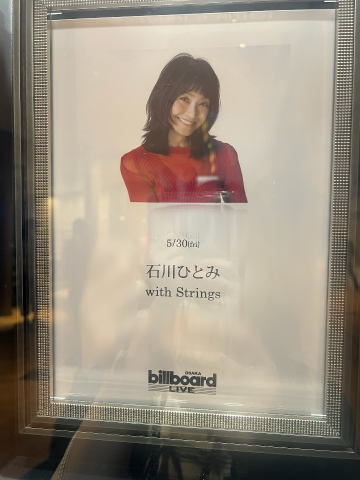 5/30(fri)
石川ひとみ
with Strings
OSAKA
billboard
LIVE